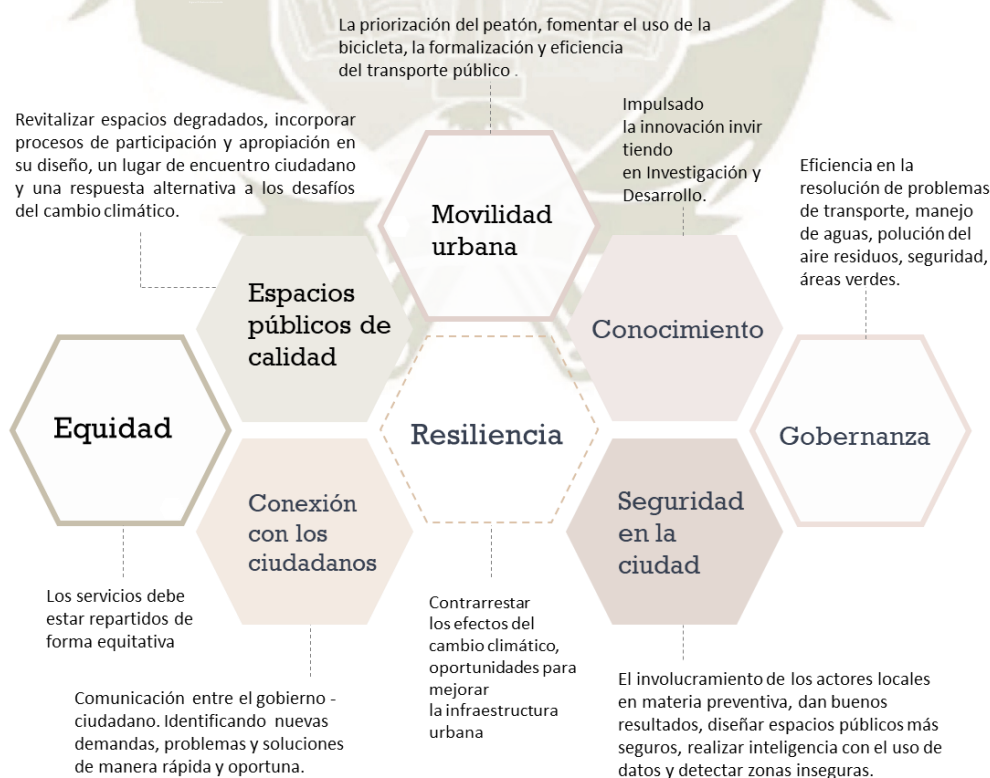 La priorización del peatón, fomentar el uso de la
bicicleta, la formalización y eficiencia
del transporte público .
Revitalizar espacios degradados, incorporar
procesos de participación y apropiación en
su diseño, un lugar de encuentro ciudadano
y una respuesta alternativa a los desafíos
del cambio climático.
Impulsado
la innovación invir
tiendo
en Investigación y
Desarrollo.
Eficiencia en la
resolución de problemas
de transporte, manejo
de aguas, polución del
aire residuos, seguridad,
áreas verdes.
Movilidad
urbana
Espacios
públicos de
calidad
Conocimiento
Equidad
Resiliencia
Gobernanza
Conexión
con los
ciudadanos
Seguridad
en la
ciudad
Los servicios debe
estar repartidos de
forma equitativa
Comunicación entre el gobierno -
ciudadano. Identificando nuevas
demandas, problemas y soluciones
de manera rápida y oportuna.
Contrarrestar
los efectos del
cambio climático,
oportunidades para
mejorar
la infraestructura
urbana
El involucramiento de los actores locales
en materia preventiva, dan buenos
resultados, diseñar espacios públicos más
seguros, realizar inteligencia con el uso de
datos y detectar zonas inseguras.